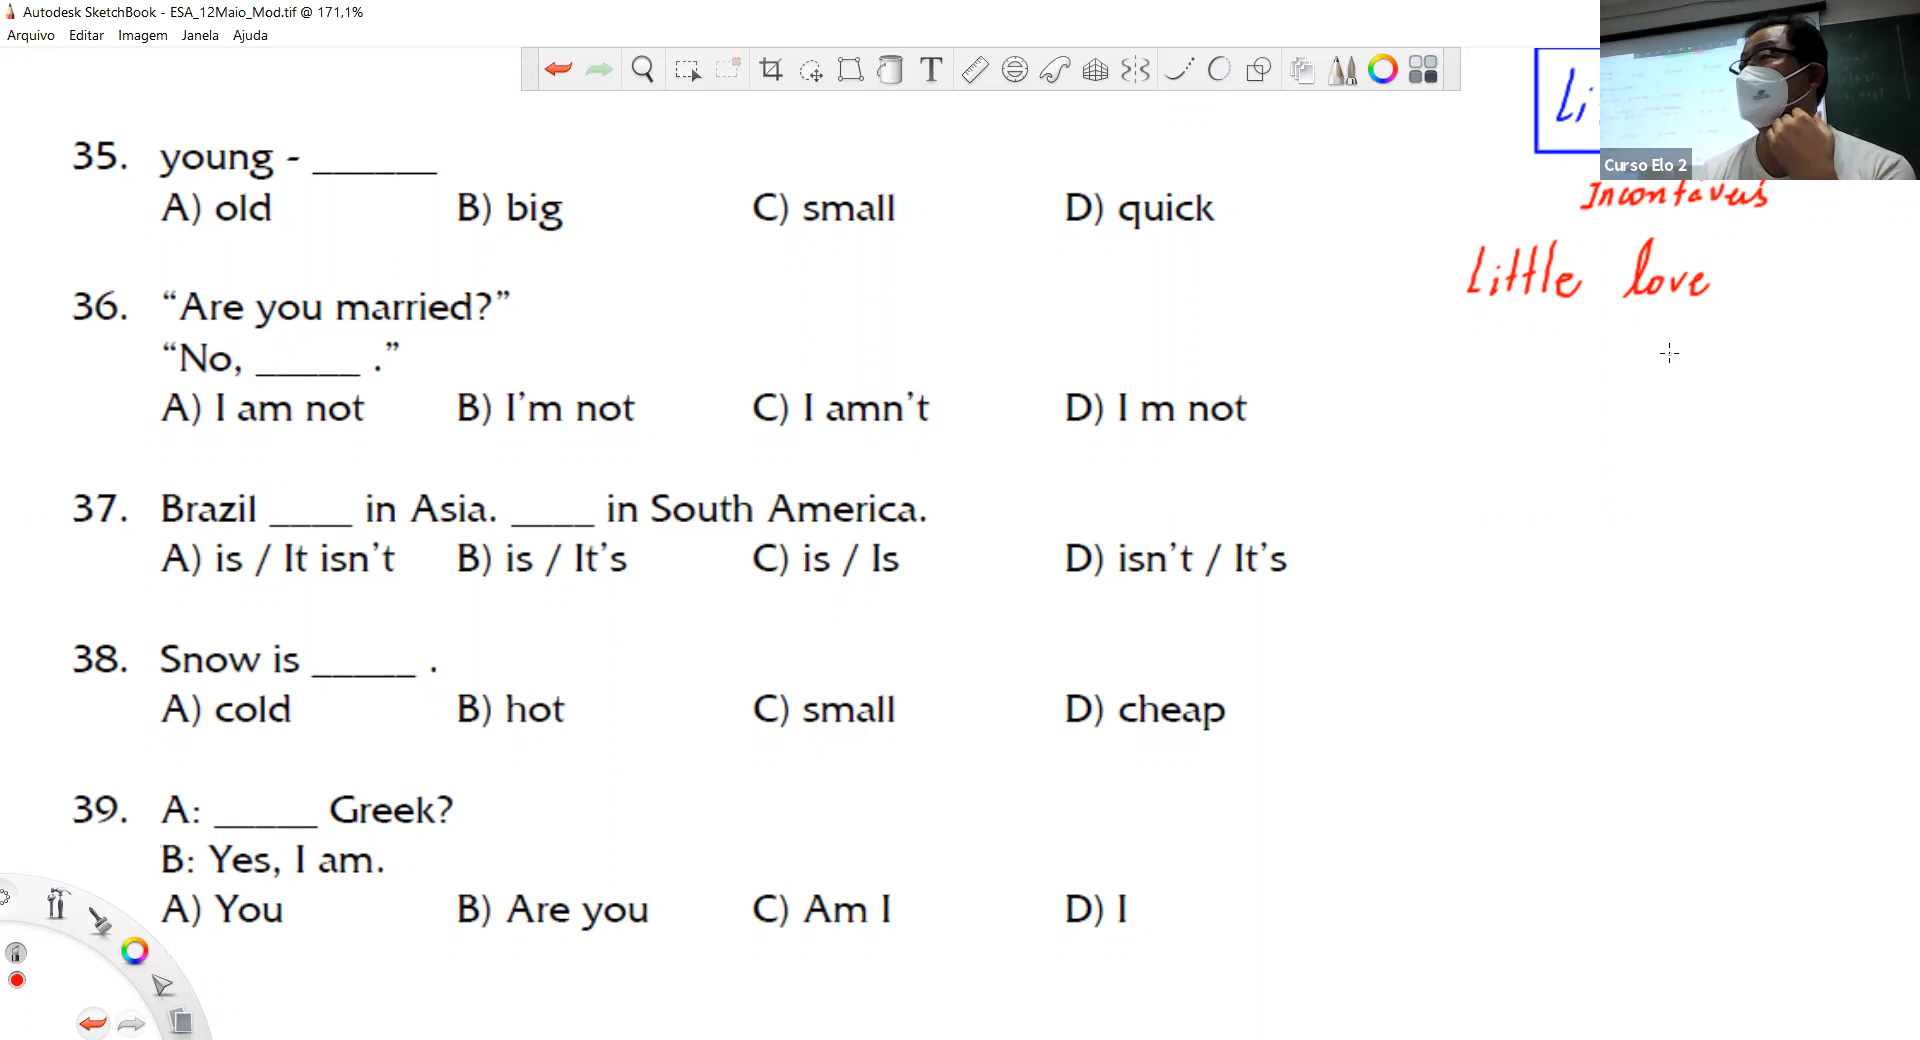 Autodesk SketchBook - ESA_12Maio_Mod.tif @ 171,1%
Arquivo Editar Imagem Janela Ajuda
T
Curso Elo 2
Incontáveis
Little love
35. young - ______
A) old B) big C) small D) quick
36. “Are you married?”
“No, _____ .”
A) I am not B) I’m not C) I amn’t D) I m not
37. Brazil ____ in Asia. ____ in South America.
A) is / It isn’t B) is / It’s C) is / Is D) isn’t / It’s
38. Snow is _____ .
A) cold B) hot C) small D) cheap
39. A: _____ Greek?
B: Yes, I am.
A) You B) Are you C) Am I D) I